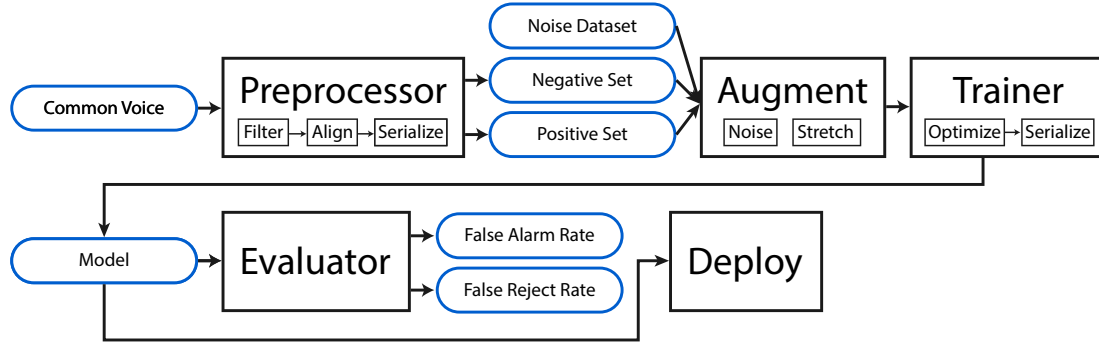 Noise Dataset
Common Voice
Preprocessor
Filter
Align
Serialize
Negative Set
Positive Set
Augment
Noise
Stretch
Trainer
Optimize
Serialize
Model
Evaluator
False Alarm Rate
False Reject Rate
Deploy